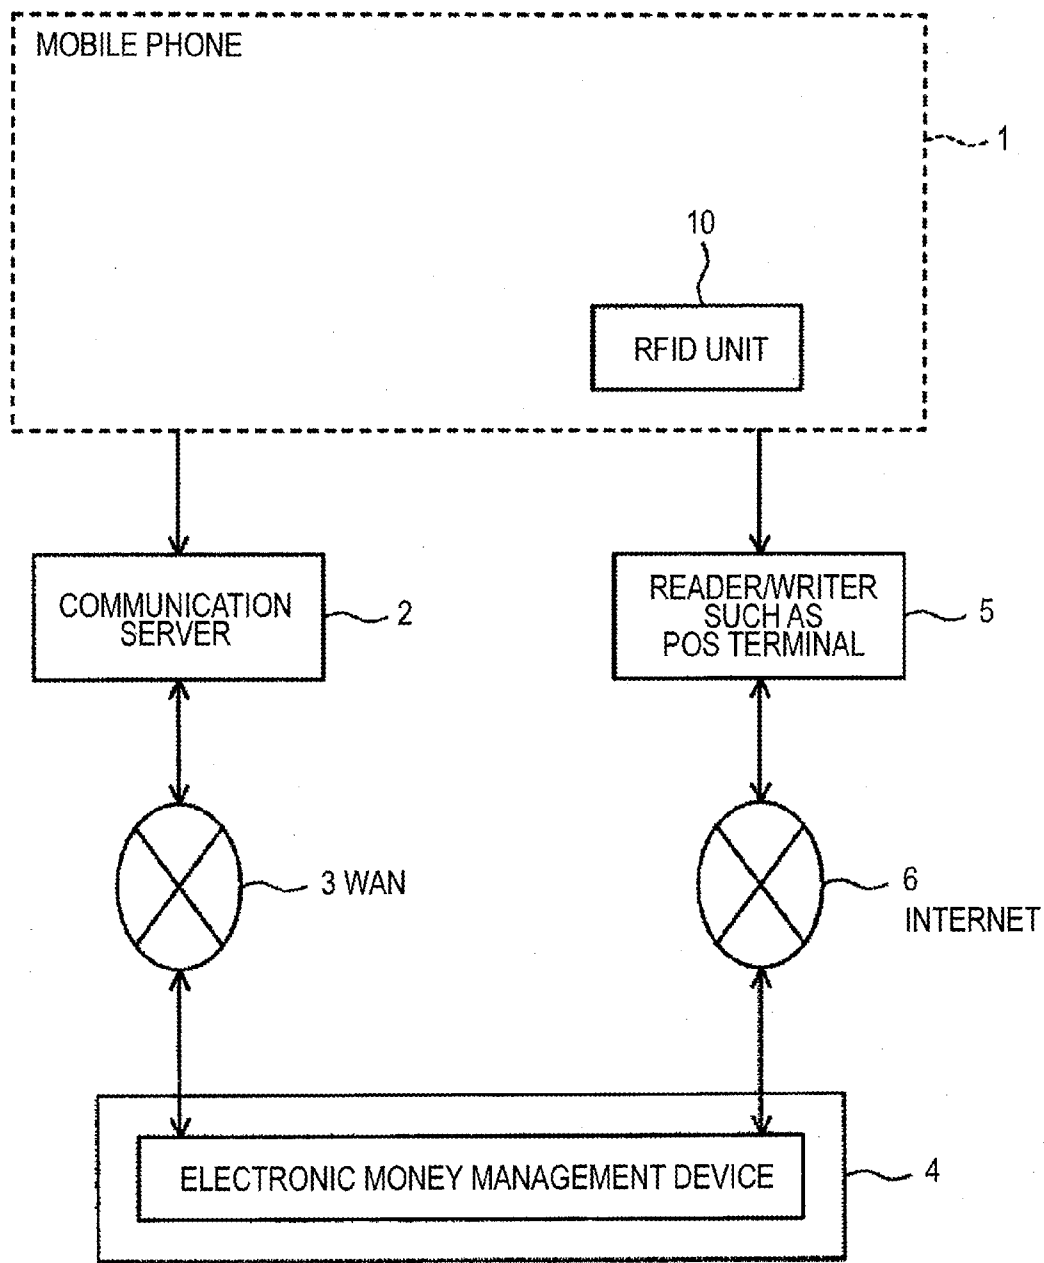 MOBILE PHONE
1
10
RFID UNIT
COMMUNICATION
SERVER
2
READER/WRITER
SUCH AS
POS TERMINAL
5
3 WAN
6
INTERNET
ELECTRONIC MONEY MANAGEMENT DEVICE
4